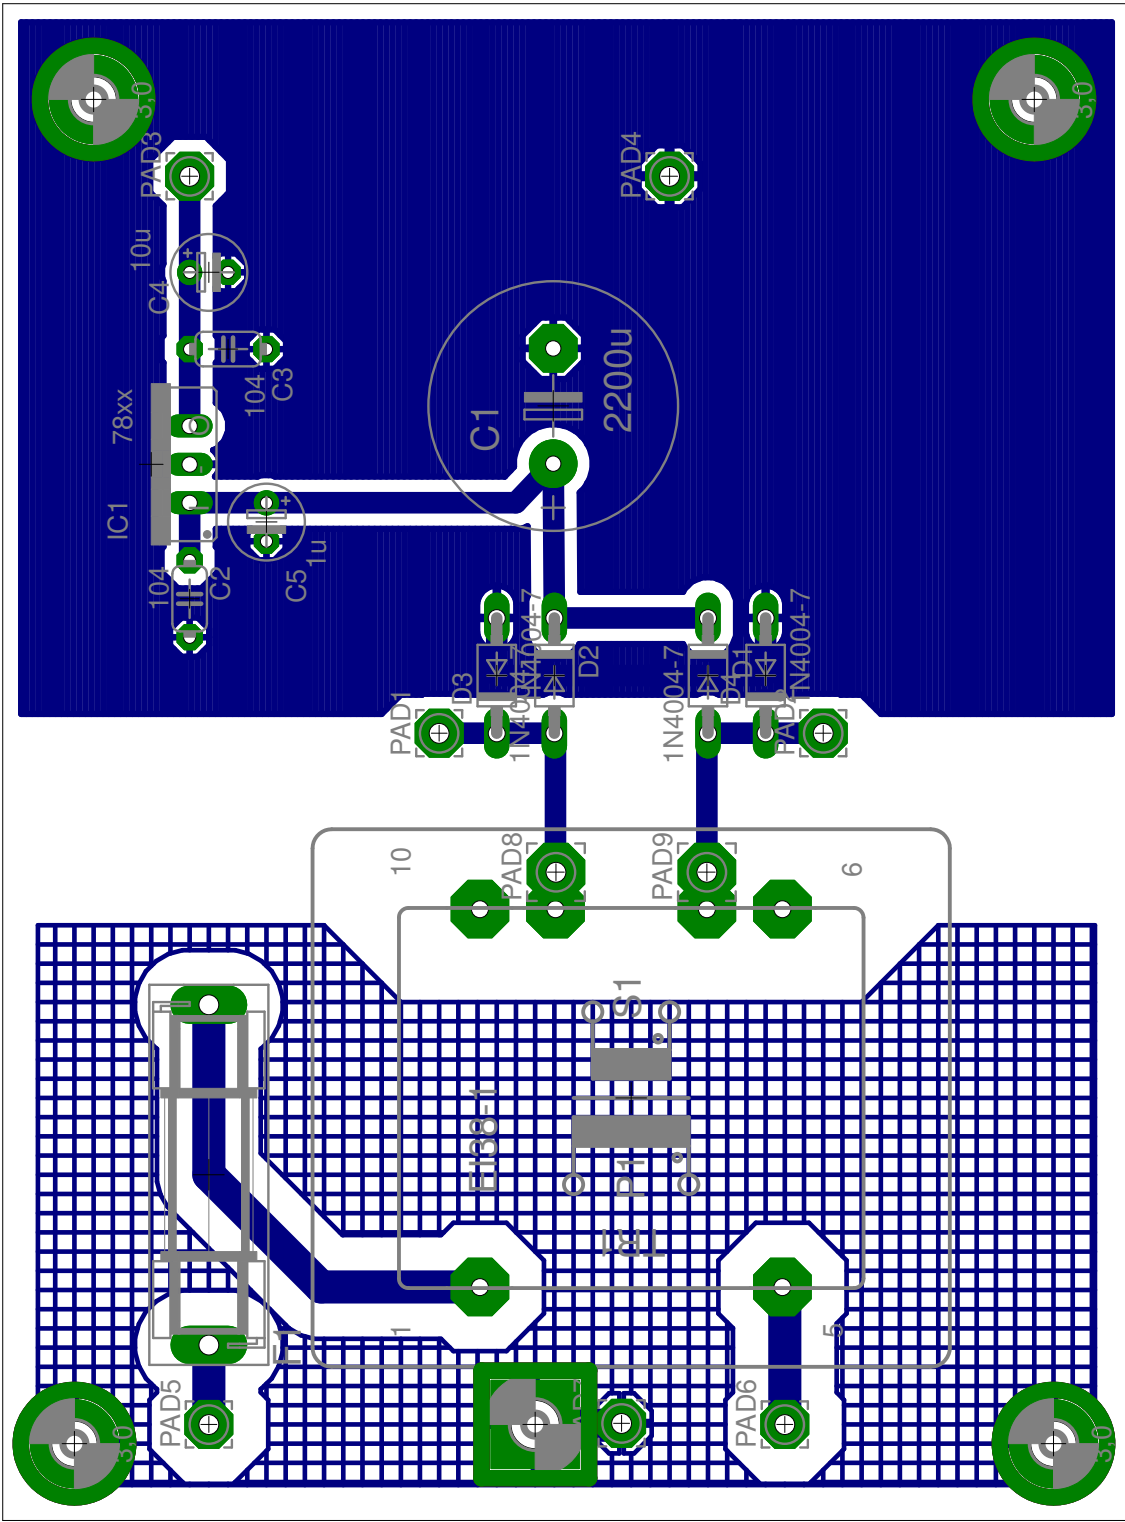 3,0
3,0
PAD3
PAD4
10u
C4
104
C3
78xx
IC1
C1
2200u
104
C2
C5
1u
1N4004-7
D2
D3
1N4004-7
1N4004-7
D4
D1
1N4004-7
PAD1
PAD2
PAD8
PAD9
10
6
S1
EI38-1
P1
TR1
1
5
F1
PAD5
PAD6
3,0
3,0